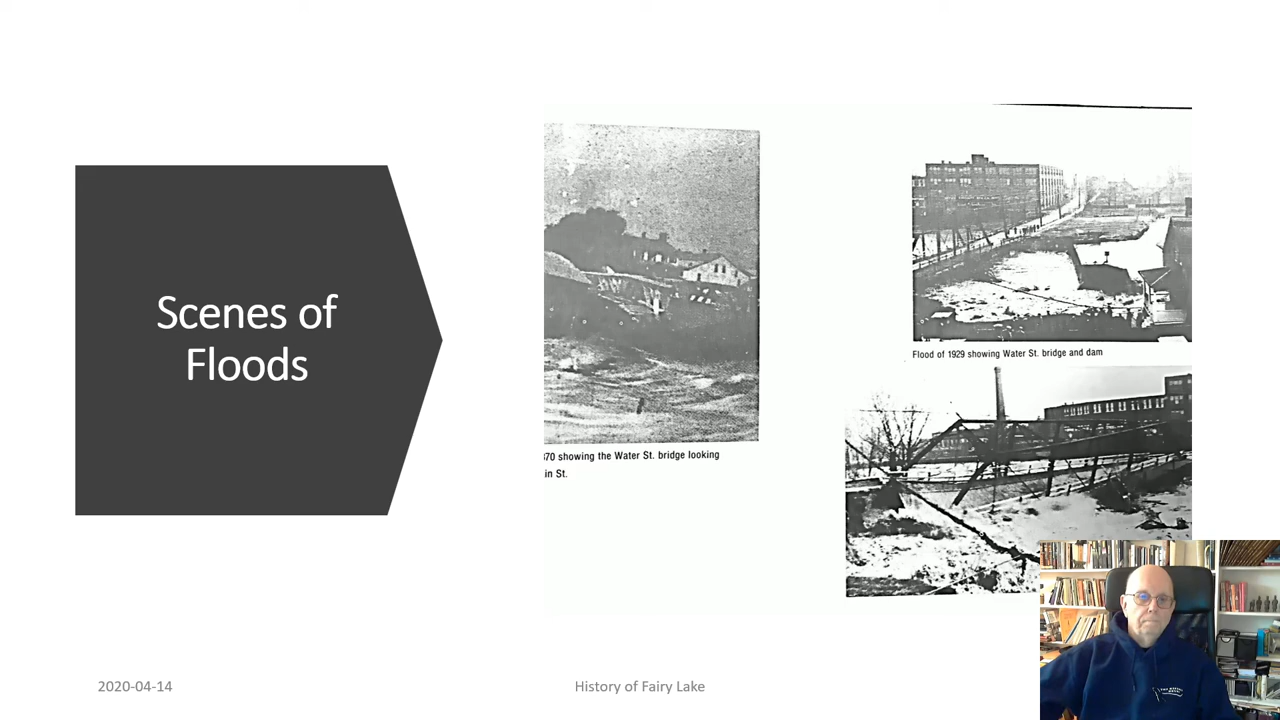 Scenes of
Floods
70 showing the Water St. bridge looking
in St.
Flood of 1929 showing Water St. bridge and dam
2020-04-14
History of Fairy Lake